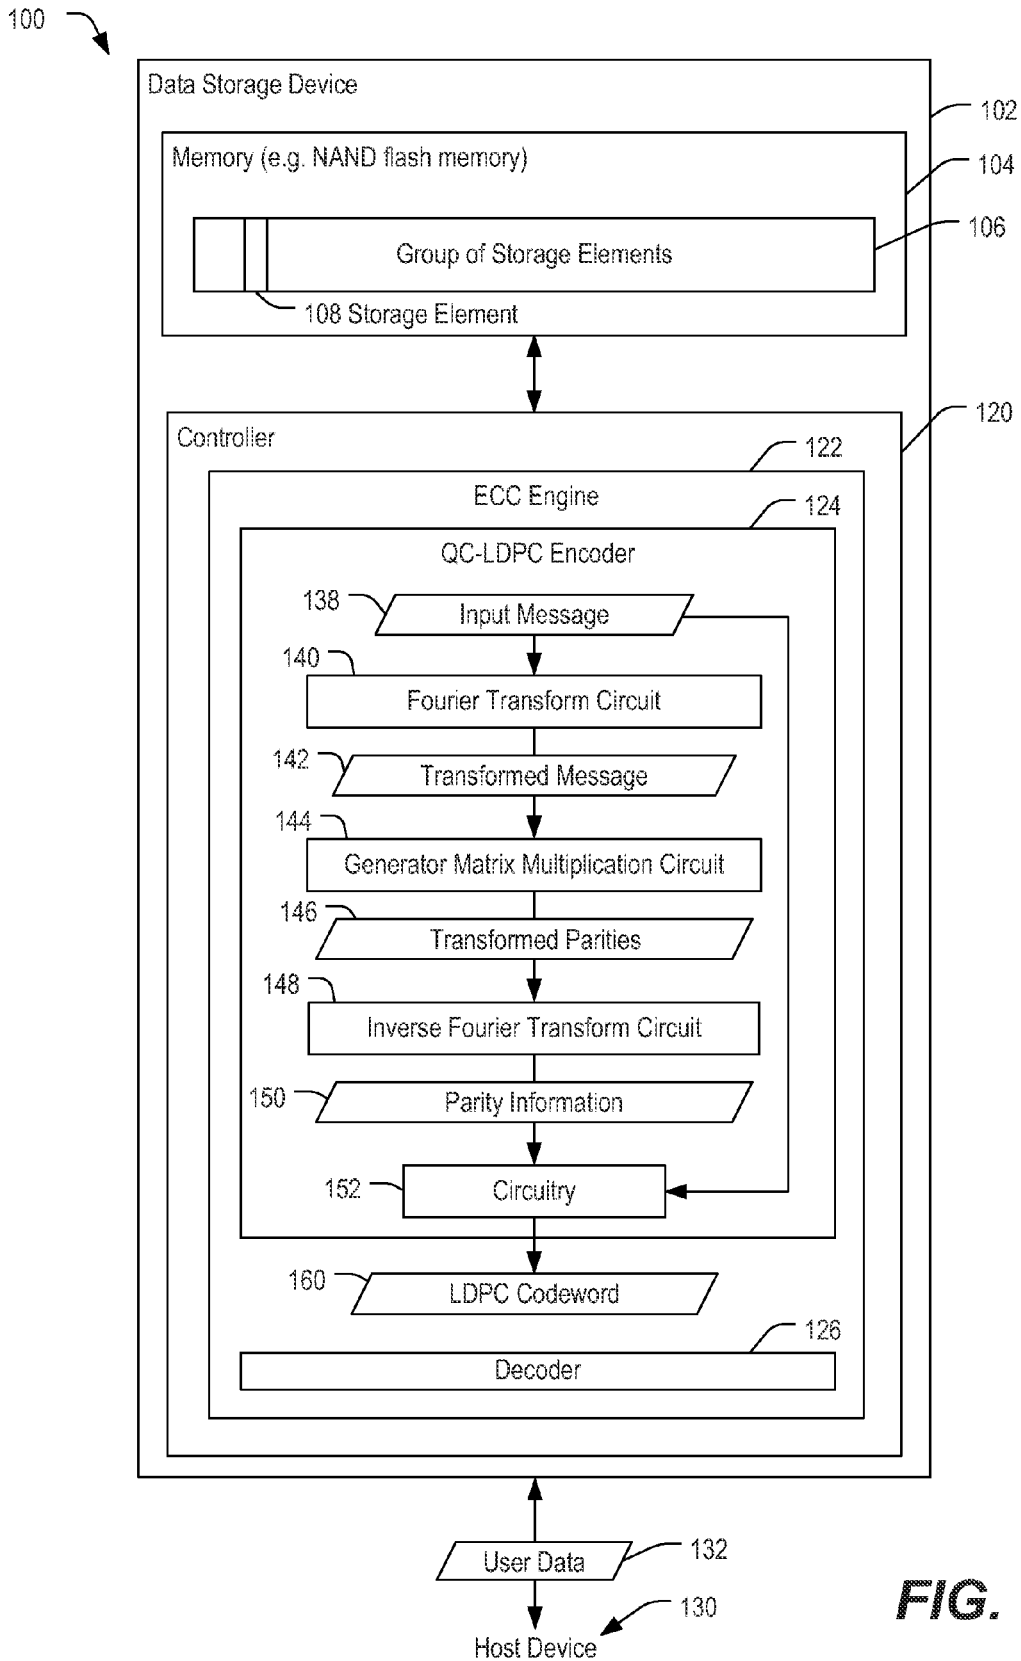 100
Data Storage Device
102
Memory (e.g. NAND flash memory)
104
106
Group of Storage Elements
108 Storage Element
120
Controller
122
ECC Engine
124
QC-LDPC Encoder
138
Input Message
140
Fourier Transform Circuit
142
Transformed Message
144
Generator Matrix Multiplication Circuit
146
Transformed Parities
148
Inverse Fourier Transform Circuit
150
Parity Information
152
Circuitry
160
LDPC Codeword
126
Decoder
132
User Data
130
Host Device
FIG.